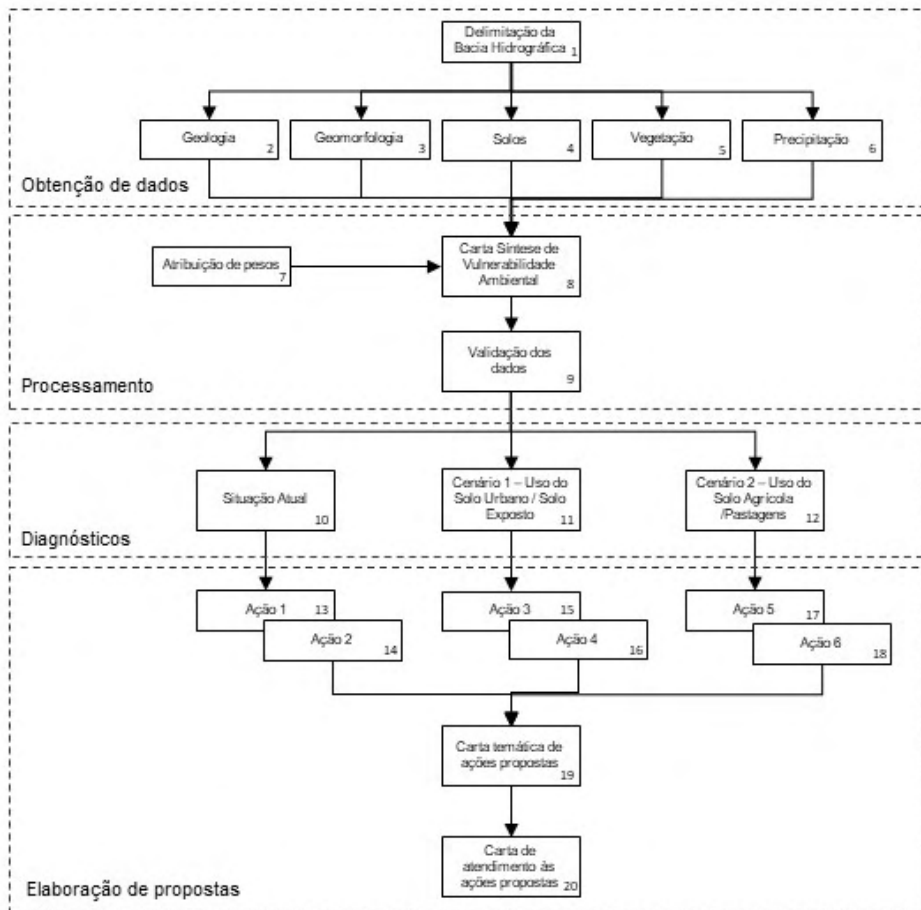 Delimitação da
Bacia Hidrográfica
1
Geologia
2
Geomorfologia
3
Solos
4
Vegetação
5
Precipitação
6
Obtenção de dados
Atribuição de pesos
7
Carta Síntese de
Vulnerabilidade
Ambiental
8
Validação dos
dados
9
Processamento
Situação Atual
10
Cenário 1 – Uso do
Solo Urbano / Solo
Exposto
11
Cenário 2 – Uso do
Solo Agrícola
/Pastagens
12
Diagnósticos
Ação 1
13
Ação 2
14
Ação 3
15
Ação 4
16
Ação 5
17
Ação 6
18
Carta temática de
ações propostas
19
Carta de
atendimento às
ações propostas
20
Elaboração de propostas